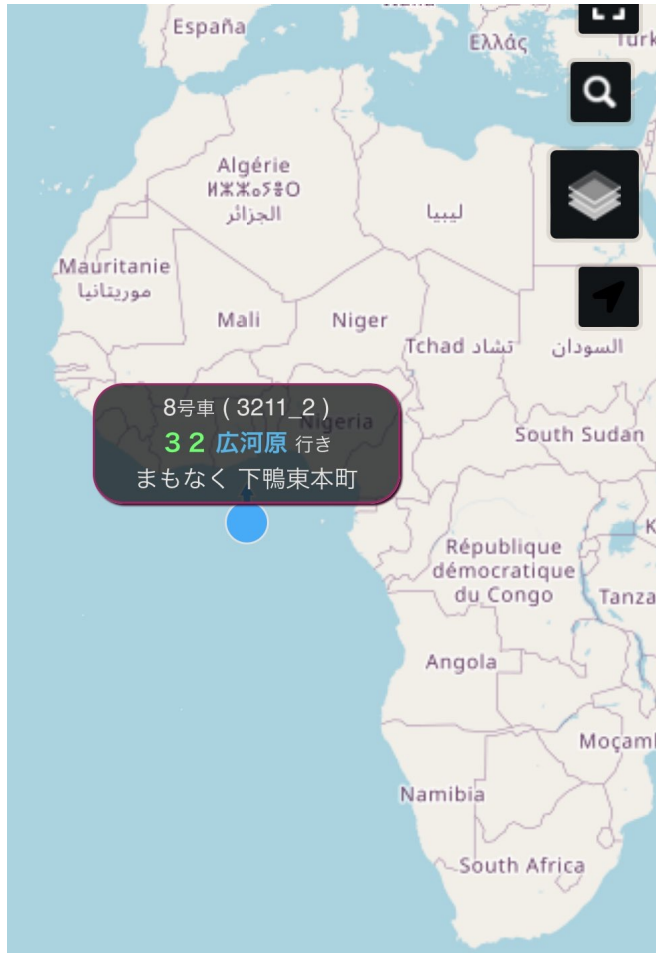 España
Ελλάς
Algérie
ⵍⵣⵣⴰⵢⴻⵔ
الجزائر
ليبيا
Mauritanie
موريتانيا
Mali
Niger
Tchad تشاد
السودان
8号車 ( 3211_2 )
３２ 広河原 行き
まもなく 下鴨東本町
Nigeria
South Sudan
République
démocratique
du Congo
Angola
Namibia
South Africa